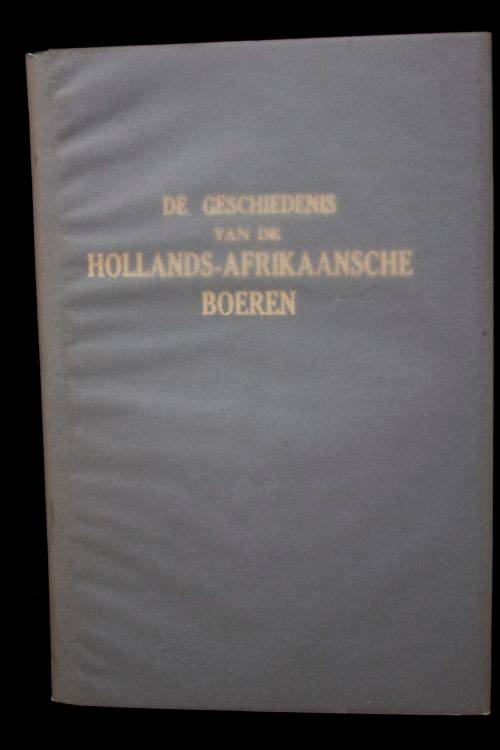 DE GESCHIEDENIS
VAN DE
HOLLANDS-AFRIKAANSCHE
BOEREN